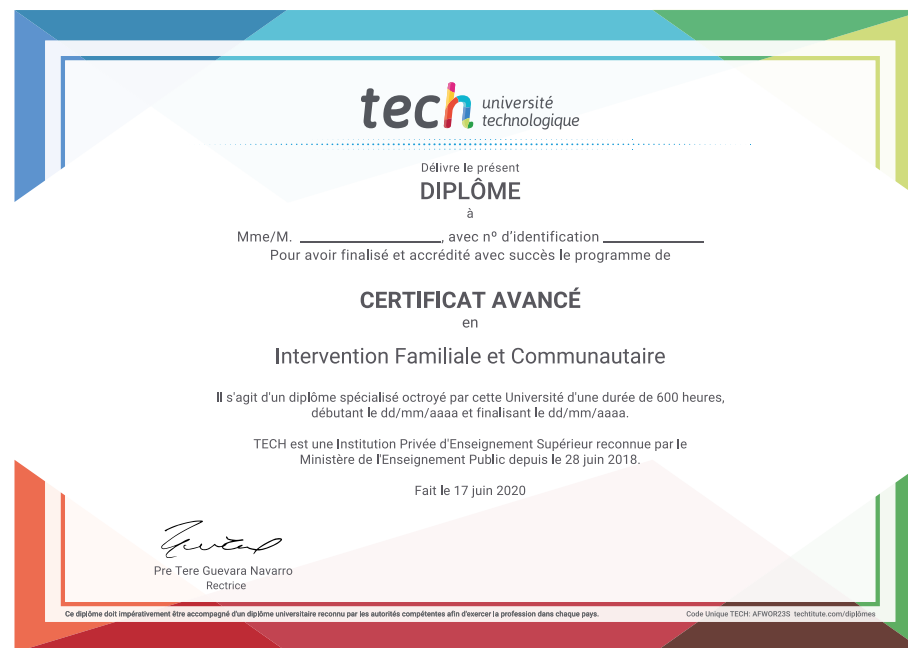 tech université
technologique
Délivre le présent
DIPLÔME
à
Mme/M. ____________________, avec nº d'identification ______________
Pour avoir finalisé et accrédité avec succès le programme de
CERTIFICAT AVANCÉ
en
Intervention Familiale et Communautaire
Il s'agit d'un diplôme spécialisé octroyé par cette Université d'une durée de 600 heures,
débutant le dd/mm/aaaa et finalisant le dd/mm/aaaa.
TECH est une Institution Privée d'Enseignement Supérieur reconnue par le
Ministère de l'Enseignement Public depuis le 28 juin 2018.
Fait le 17 juin 2020
Pre Tere Guevara Navarro
Rectrice
Ce diplôme doit impérativement être accompagné d'un diplôme universitaire reconnu par les autorités compétentes afin d'exercer la profession dans chaque pays.
Code Unique TECH: AFWOR23S techtitute.com/diplômes